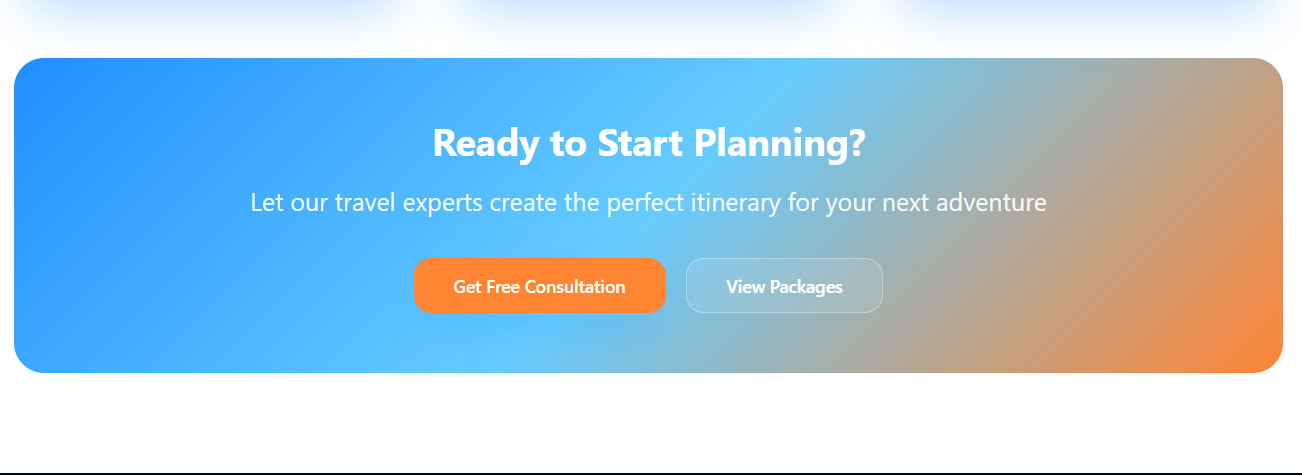 Ready to Start Planning?
Let our travel experts create the perfect itinerary for your next adventure
Get Free Consultation
View Packages